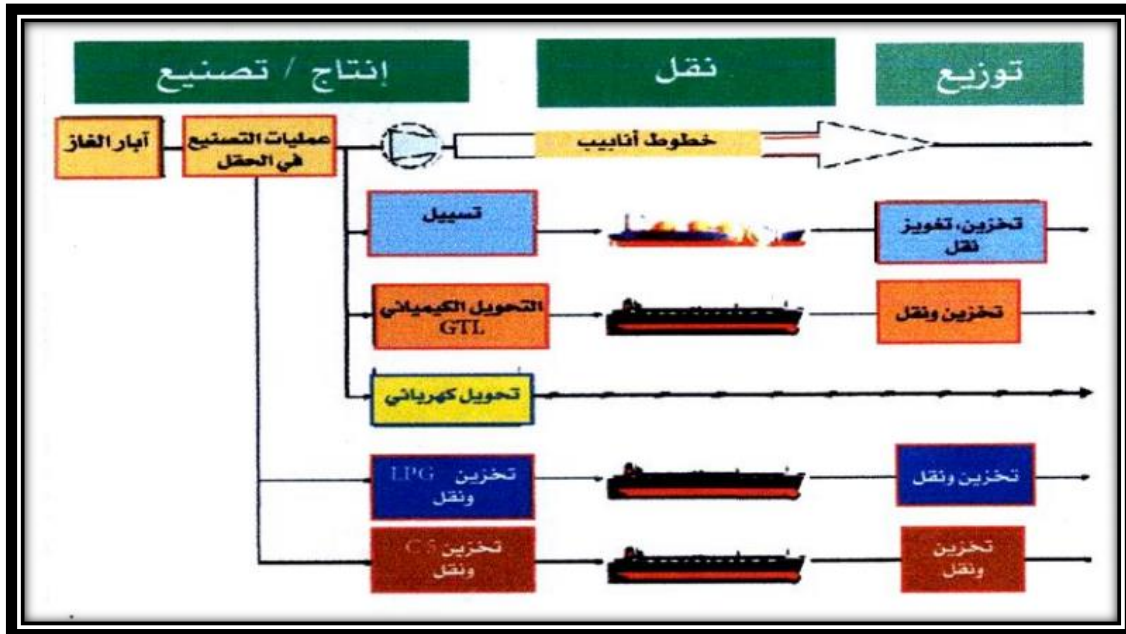 إنتاج / تصنيع
نقل
توزيع
آبار الغاز
عمليات التصنيع
في الحقل
خطوط أنابيب
تسييل
تخزين، تغويز
نقل
التحويل الكيميائي
GTL
تخزين ونقل
تحويل كهربائي
تخزين LPG
ونقل
تخزين ونقل
تخزين C5
ونقل
تخزين
ونقل